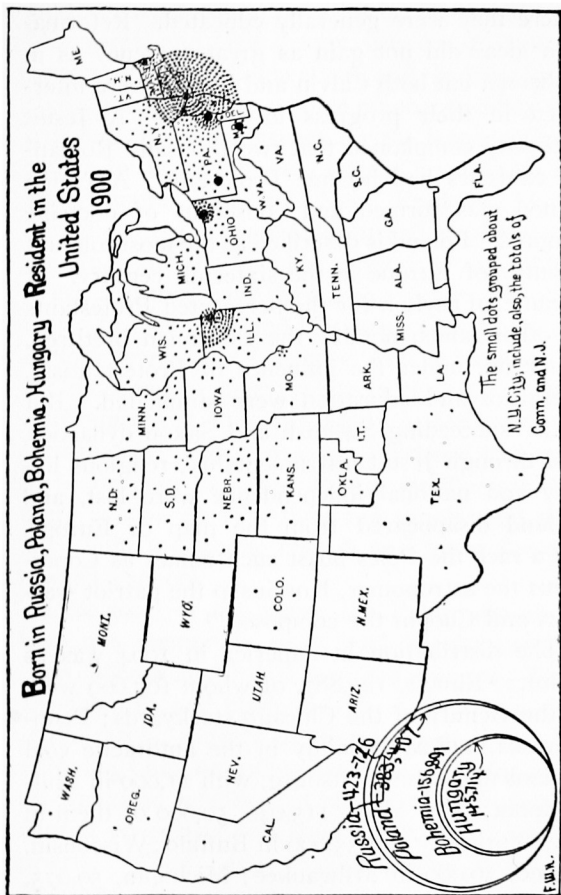 Born in Russia, Poland, Bohemia, Hungary – Resident in the
United States
1900
WASH.
OREG.
CAL.
NEV.
IDA.
MONT.
WYO.
UTAH
ARIZ.
COLO.
N.MEX.
N.D.
S.D.
NEBR.
KANS.
OKLA.
I.T.
TEX.
MINN.
IOWA
MO.
ARK.
LA.
WIS.
ILL.
MICH.
IND.
OHIO
KY.
TENN.
MISS.
ALA.
GA.
FLA.
S.C.
N.C.
VA.
W.VA.
PA.
N.Y.
DEL.
VT.
N.H.
ME.
The small dots grouped about
N.Y. City, include, also, the totals of
Conn. and N.J.
Russia - 423-726
Poland - 383,407
Bohemia - 156,891
Hungary